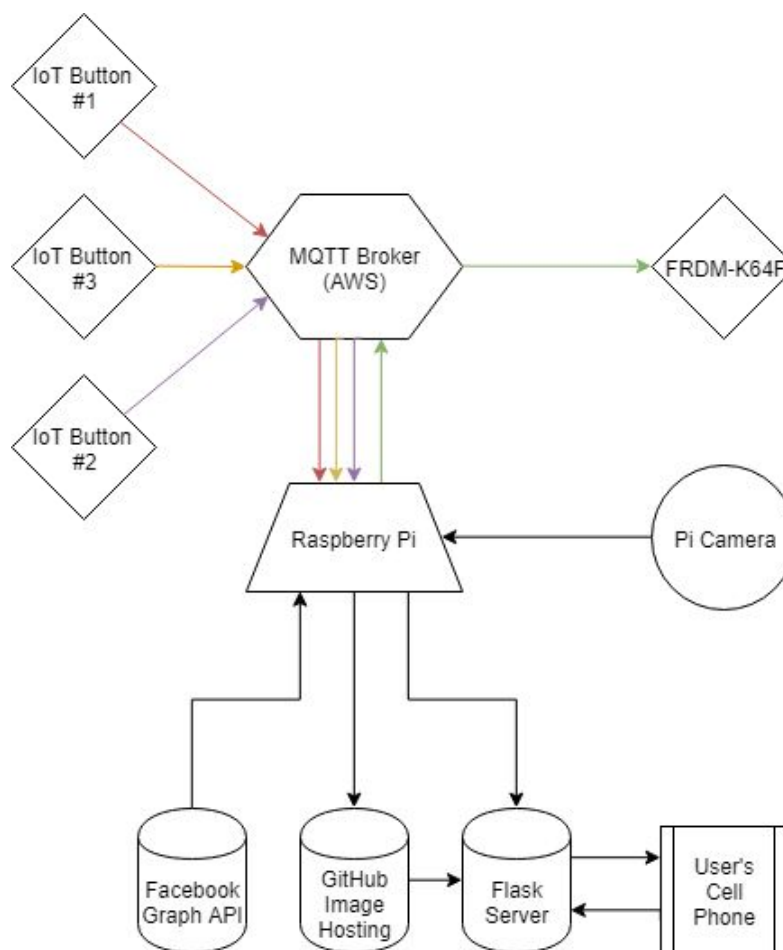 IoT Button
#1
IoT Button
#3
MQTT Broker
(AWS)
FRDM-K64F
IoT Button
#2
Raspberry Pi
Pi Camera
Facebook
Graph API
GitHub
Image
Hosting
Flask
Server
User's
Cell
Phone